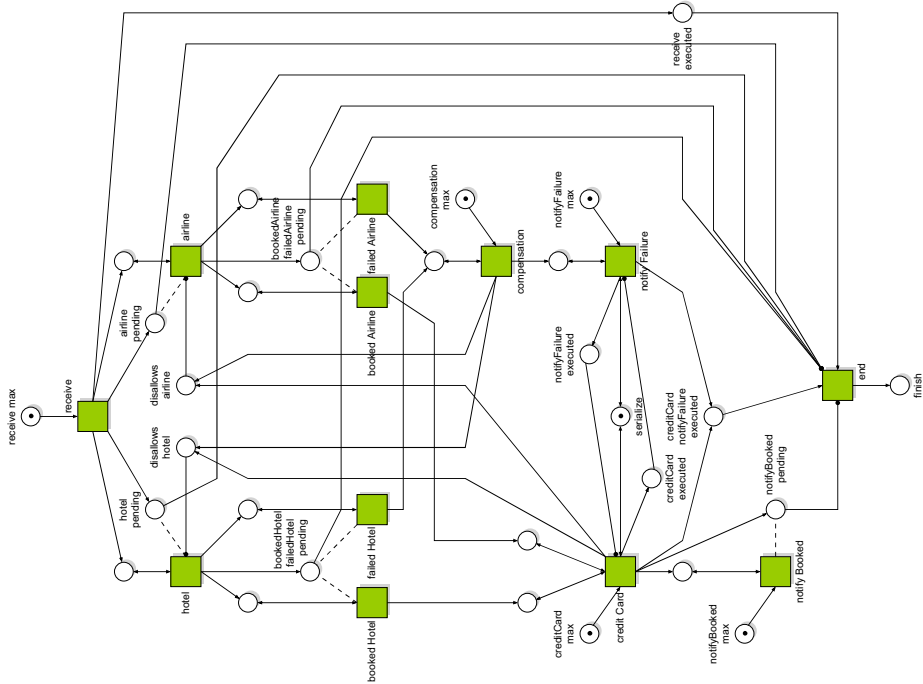 receive max
receive
hotel
pending
airline
pending
disallows
hotel
disallows
airline
hotel
airline
bookedHotel
failedHotel
pending
bookedAirline
failedAirline
pending
booked Hotel
failed Hotel
booked Airline
failed Airline
compensation
max
compensation
creditCard
max
notifyFailure
executed
notifyFailure
max
credit Card
serialize
notify Failure
creditCard
executed
creditCard
notifyFailure
executed
receive
executed
notifyBooked
max
notifyBooked
pending
notify Booked
end
finish